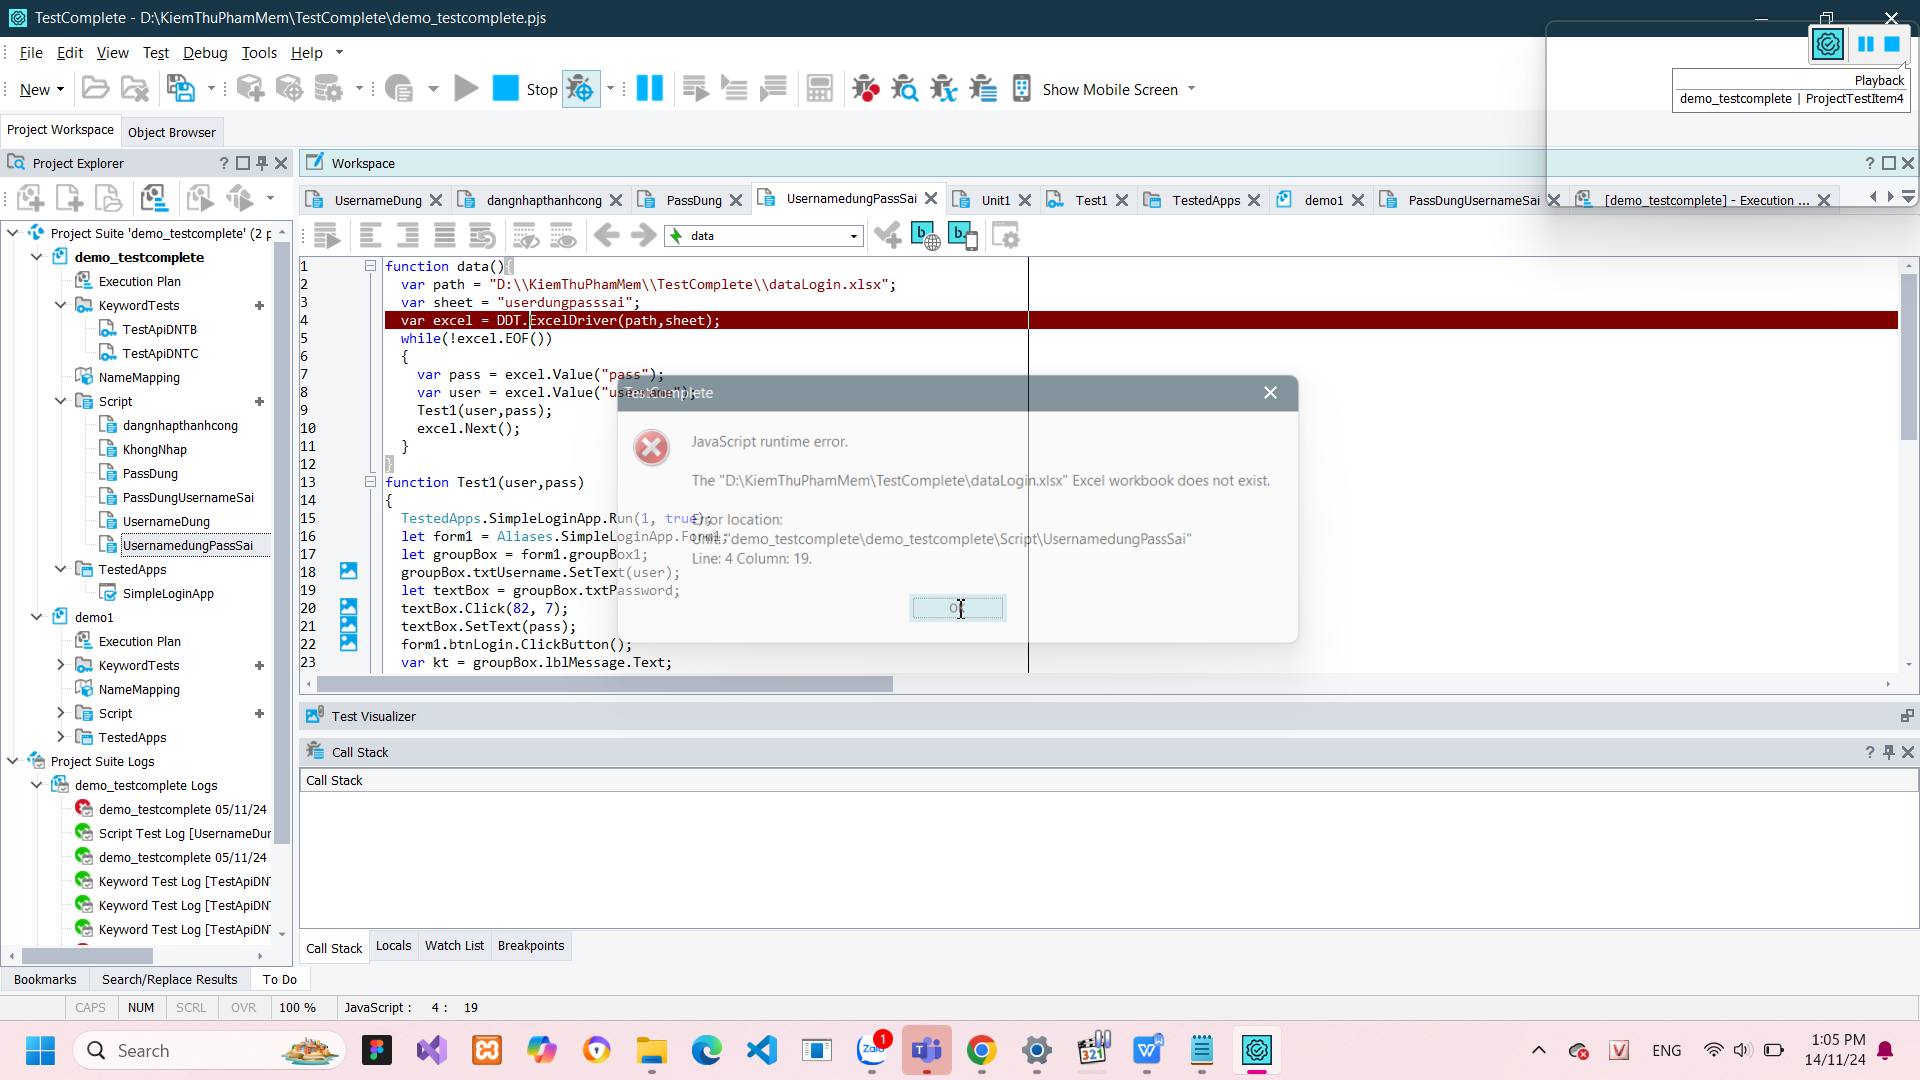 TestComplete - D:\KiemThuPhamMem\TestComplete\demo_testcomplete.pjs
File Edit View Test Debug Tools Help
New
Stop
Show Mobile Screen
Playback
demo_testcomplete | ProjectTestItem4
Project Workspace Object Browser
Project Explorer
Workspace
UsernameDung
dangnhapthanhcong
PassDung
UsernamedungPassSai
Unit1
Test1
TestedApps
demo1
PassDungUsernameSai
[demo_testcomplete] - Execution ...
data
Project Suite 'demo_testcomplete' (2 p
demo_testcomplete
Execution Plan
KeywordTests
TestApiDNTB
TestApiDNTC
NameMapping
Script
dangnhapthanhcong
KhongNhap
PassDung
PassDungUsernameSai
UsernameDung
UsernamedungPassSai
TestedApps
SimpleLoginApp
demo1
Execution Plan
KeywordTests
NameMapping
Script
TestedApps
Project Suite Logs
demo_testcomplete Logs
demo_testcomplete 05/11/24
Script Test Log [UsernameDur
demo_testcomplete 05/11/24
Keyword Test Log [TestApiDN
Keyword Test Log [TestApiDN
Keyword Test Log [TestApiDN
1 function data(){
2 var path = "D:\\KiemThuPhamMem\\TestComplete\\dataLogin.xlsx";
3 var sheet = "userdungpasssai";
4 var excel = DDT.ExcelDriver(path,sheet);
5 while(!excel.EOF())
6 {
7 var pass = excel.Value("pass");
8 var user = excel.Value("
9 Test1(user,pass);
10 excel.Next();
11 }
12 }
13 function Test1(user,pass)
14 {
15 TestedApps.SimpleLoginApp.Run(1, true);
16 let form1 = Aliases.SimpleLoginApp.Form1;
17 let groupBox = form1.groupBox1;
18 groupBox.txtUsername.SetText(user);
19 let textBox = groupBox.txtPassword;
20 textBox.Click(82, 7);
21 textBox.SetText(pass);
22 form1.btnLogin.ClickButton();
23 var kt = groupBox.lblMessage.Text;
TestComplete
JavaScript runtime error.
The "D:\KiemThuPhamMem\TestComplete\dataLogin.xlsx" Excel workbook does not exist.
Error location:
Unit: "demo_testcomplete\demo_testcomplete\Script\UsernamedungPassSai"
Line: 4 Column: 19.
OK
Test Visualizer
Call Stack
Call Stack
Call Stack Locals Watch List Breakpoints
Bookmarks Search/Replace Results To Do
CAPS NUM SCRL OVR 100 % JavaScript : 4 : 19
Search
Zalo
1
321
ENG
1:05 PM
14/11/24